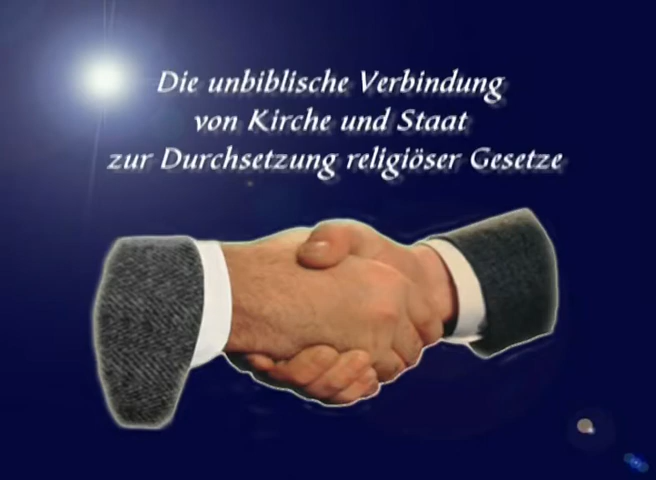 Die unbiblische Verbindung
von Kirche und Staat
zur Durchsetzung religiöser Gesetze